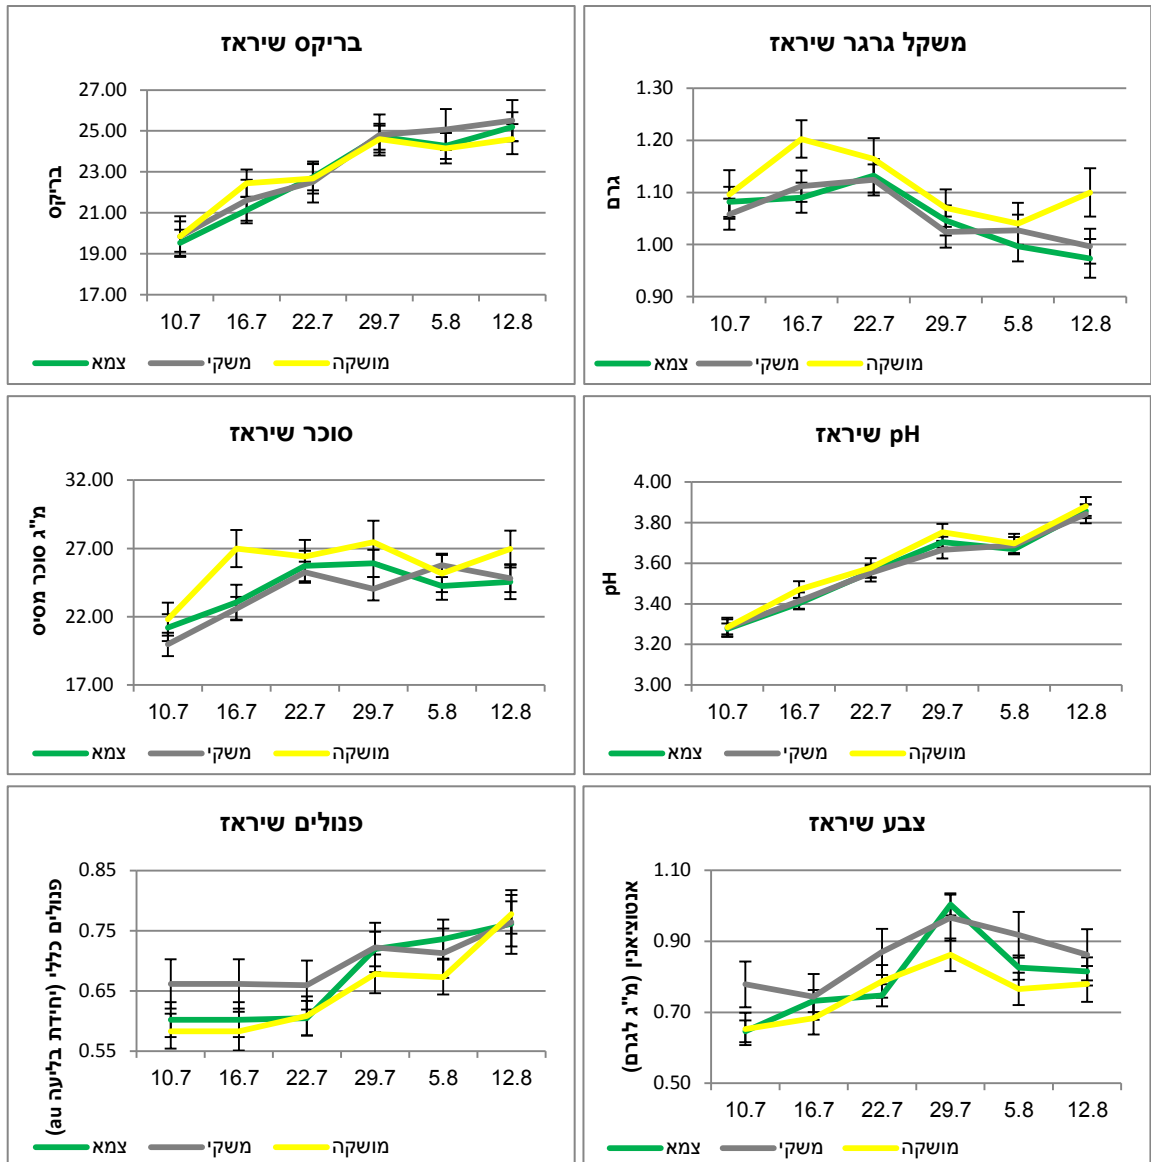 בריקס שיראז
בריקס
27.00
25.00
23.00
21.00
19.00
17.00
10.7 16.7 22.7 29.7 5.8 12.8
צמא משקי מושקה
משקל גרגר שיראז
גרם
1.30
1.20
1.10
1.00
0.90
10.7 16.7 22.7 29.7 5.8 12.8
צמא משקי מושקה
סוכר שיראז
מ"ג סוכר מסיס
32.00
27.00
22.00
17.00
10.7 16.7 22.7 29.7 5.8 12.8
צמא משקי מושקה
pH שיראז
pH
4.00
3.80
3.60
3.40
3.20
3.00
10.7 16.7 22.7 29.7 5.8 12.8
צמא משקי מושקה
פנולים שיראז
פנולים כללי (יחידת בליעה au)
0.85
0.75
0.65
0.55
10.7 16.7 22.7 29.7 5.8 12.8
צמא משקי מושקה
צבע שיראז
אנטוציאנין (מ"ג לגרם)
1.10
0.90
0.70
0.50
10.7 16.7 22.7 29.7 5.8 12.8
צמא משקי מושקה